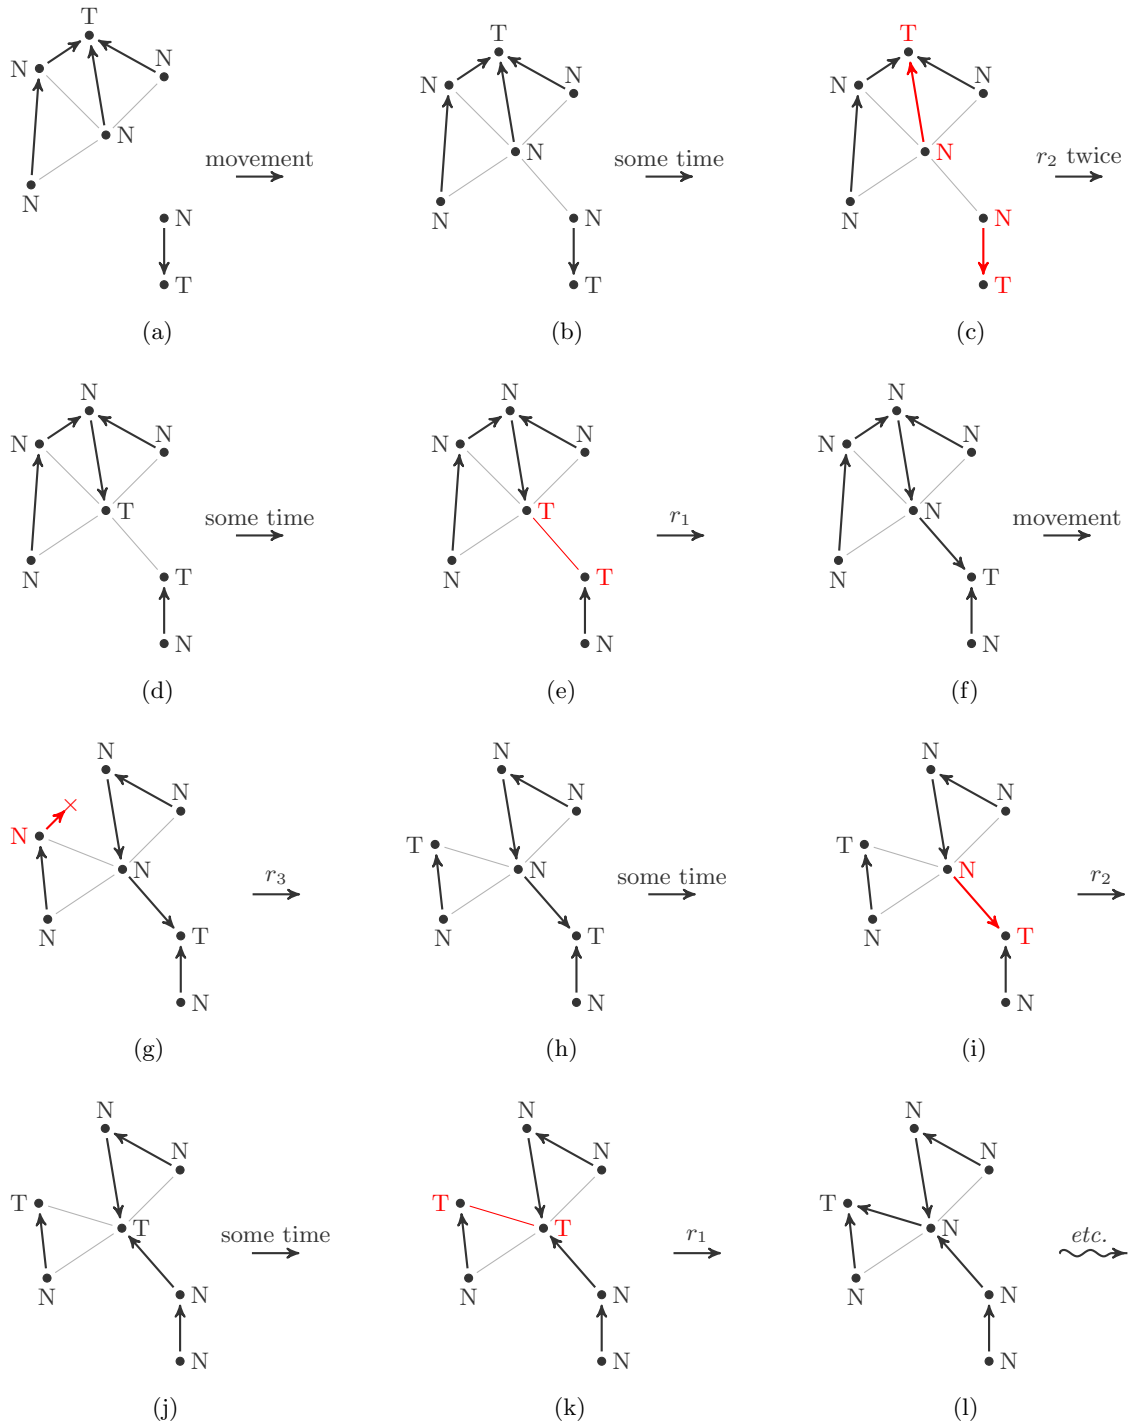 T T T
N N N N N N
N N N
movement some time r₂ twice
N N N
N N N
T T T
(a) (b) (c)
N N N
N N N N N N
T T N
some time r₁ movement
N N N
T T T
N N N
(d) (e) (f)
N N N
N N N
N T T
N N N
r₃ some time r₂
N N N
T T T
N N N
(g) (h) (i)
N N N
N N N
T T T
T T N
some time r₁ etc.
N N N
N N N
N N N
(j) (k) (l)